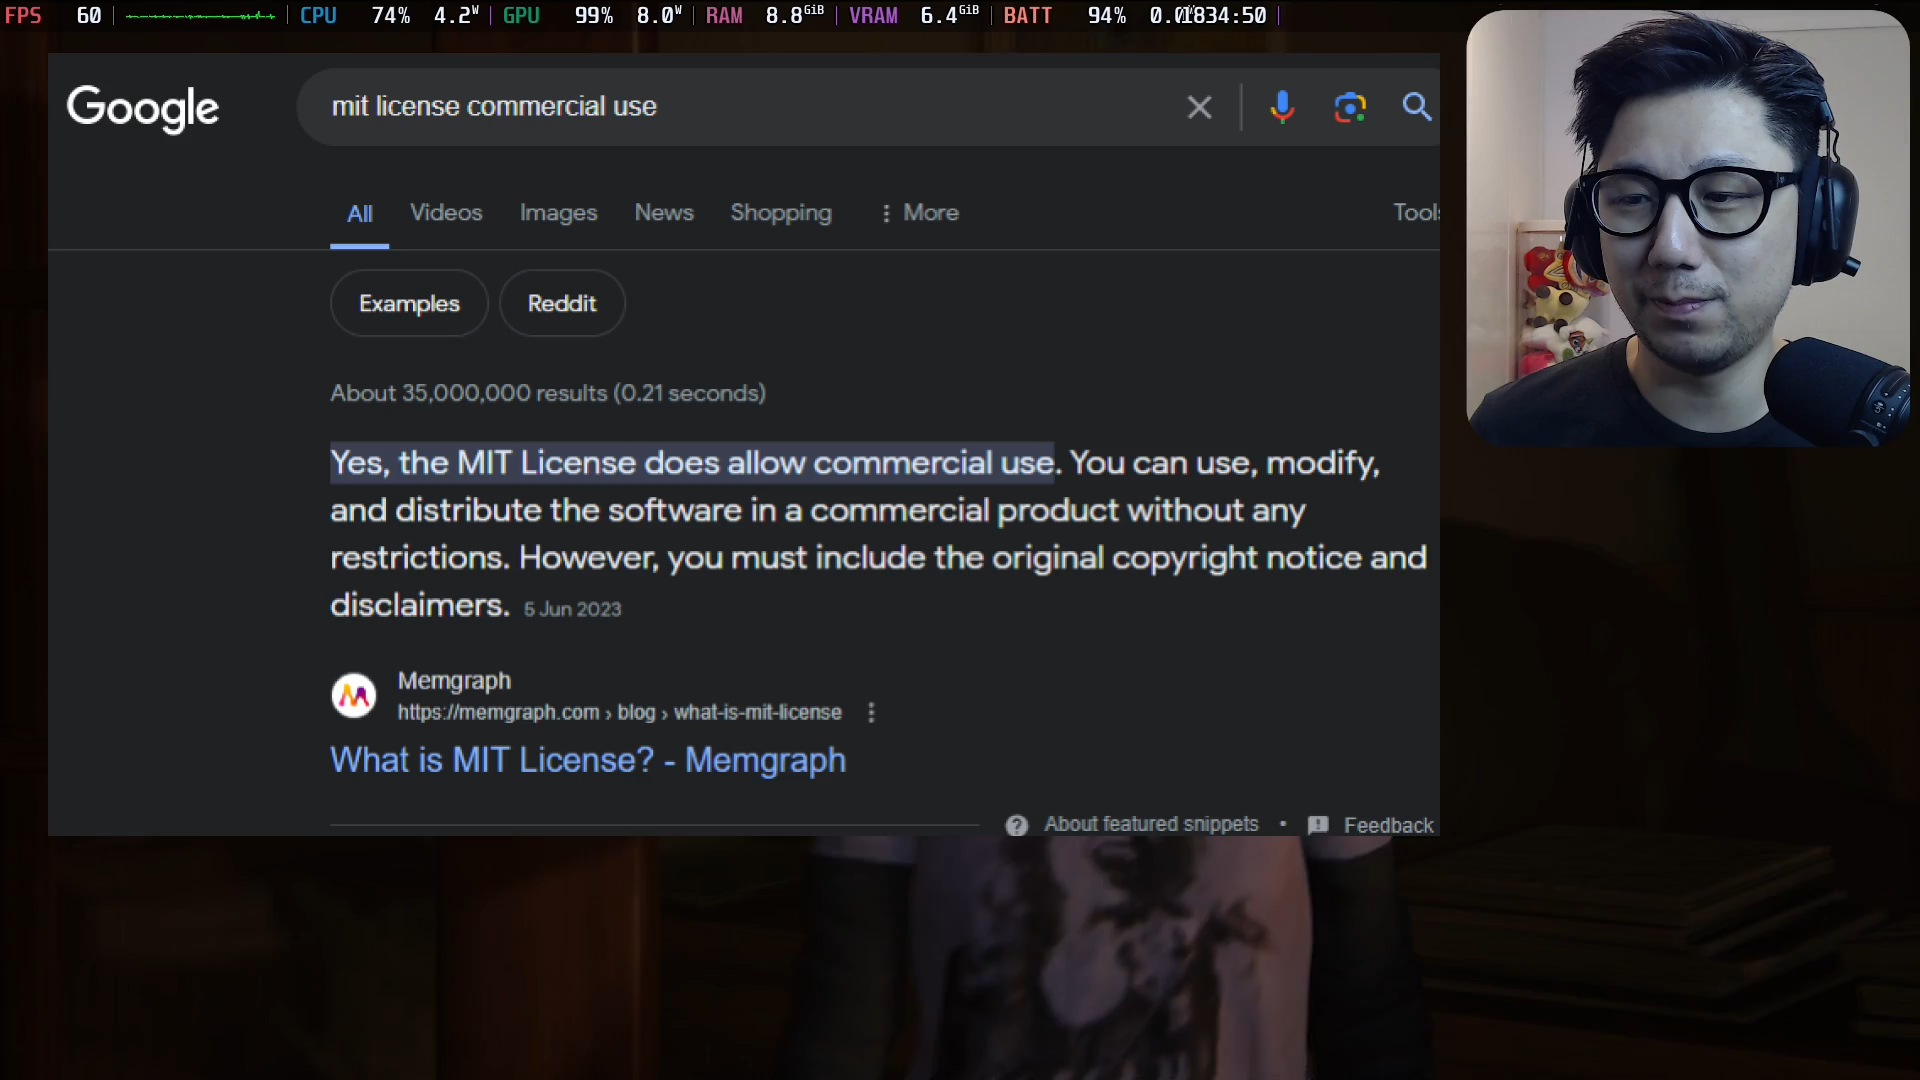 FPS 60 CPU 74% 4.2W GPU 99% 8.0W RAM 8.8GiB VRAM 6.4GiB BATT 94%
Google
mit license commercial use
All Videos Images News Shopping More Tools
Examples Reddit
About 35,000,000 results (0.21 seconds)
Yes, the MIT License does allow commercial use. You can use, modify,
and distribute the software in a commercial product without any
restrictions. However, you must include the original copyright notice and
disclaimers. 5 Jun 2023
Memgraph
https://memgraph.com › blog › what-is-mit-license
What is MIT License? - Memgraph
About featured snippets • Feedback